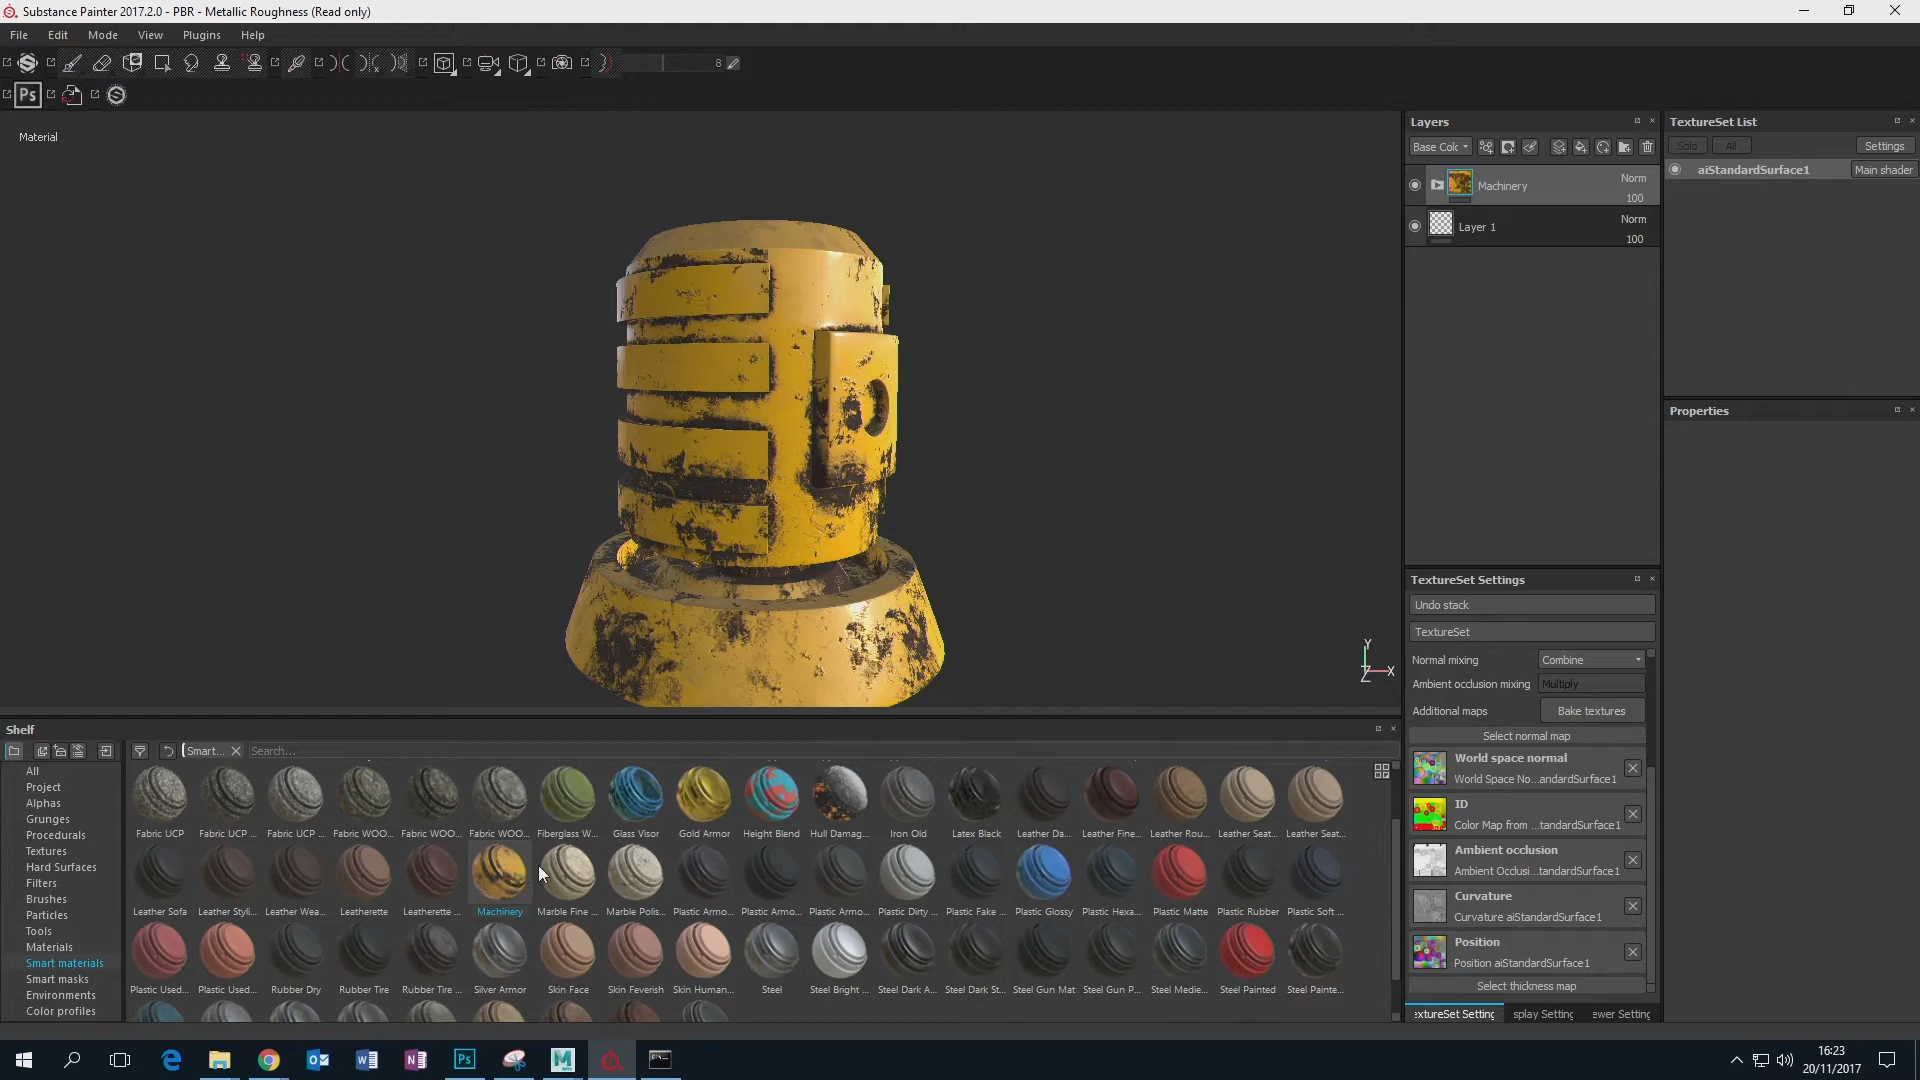 Substance Painter 2017.2.0 - PBR - Metallic Roughness (Read only)
File Edit Mode View Plugins Help
8
Ps
Material
Layers
Base Colc
Machinery
Norm
100
Layer 1
Norm
100
TextureSet List
Solo All Settings
aiStandardSurface1 Main shader
Properties
TextureSet Settings
Undo stack
TextureSet
Normal mixing Combine
Ambient occlusion mixing Multiply
Additional maps Bake textures
Select normal map
World space normal
World Space No...andardSurface1
ID
Color Map from ...tandardSurface1
Ambient occlusion
Ambient Occlusi...tandardSurface1
Curvature
Curvature aiStandardSurface1
Position
Position aiStandardSurface1
Select thickness map
extureSet Setting splay Setting ewer Setting
Y
X
Z
Shelf
Smart... Search...
All
Project
Alphas
Grunges
Procedurals
Textures
Hard Surfaces
Filters
Brushes
Particles
Tools
Materials
Smart materials
Smart masks
Environments
Color profiles
Fabric UCP Fabric UCP ... Fabric UCP ... Fabric WOO... Fabric WOO... Fabric WOO... Fiberglass W... Glass Visor Gold Armor Height Blend Hull Damag... Iron Old Latex Black Leather Da... Leather Fine... Leather Rou... Leather Seat... Leather Seat...
Leather Sofa Leather Styli... Leather Wea... Leatherette Leatherette ... Machinery Marble Fine ... Marble Polis... Plastic Armo... Plastic Armo... Plastic Armo... Plastic Dirty ... Plastic Fake ... Plastic Glossy Plastic Hexa... Plastic Matte Plastic Rubber Plastic Soft ...
Plastic Used... Plastic Used... Rubber Dry Rubber Tire Rubber Tire ... Silver Armor Skin Face Skin Feverish Skin Human... Steel Steel Bright ... Steel Dark A... Steel Dark St... Steel Gun Mat Steel Gun P... Steel Medie... Steel Painted Steel Painte...
16:23
20/11/2017